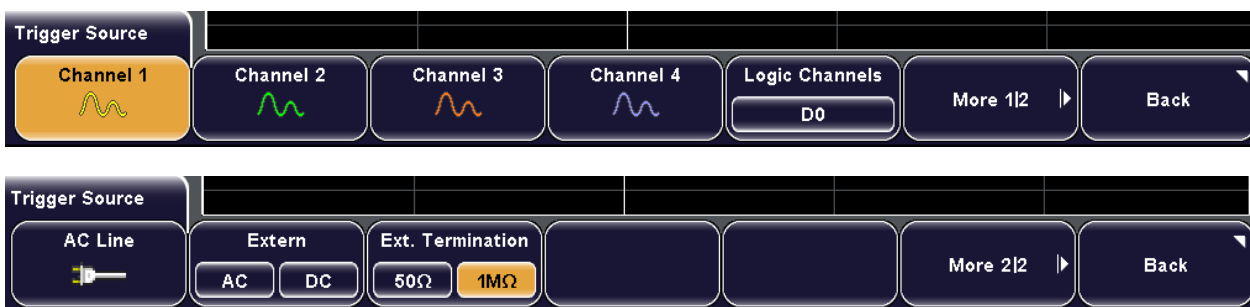 Trigger Source
Channel 1 Channel 2 Channel 3 Channel 4 Logic Channels
D0
More 1|2 Back
Trigger Source
AC Line Extern Ext. Termination
AC DC 50Ω 1MΩ
More 2|2 Back